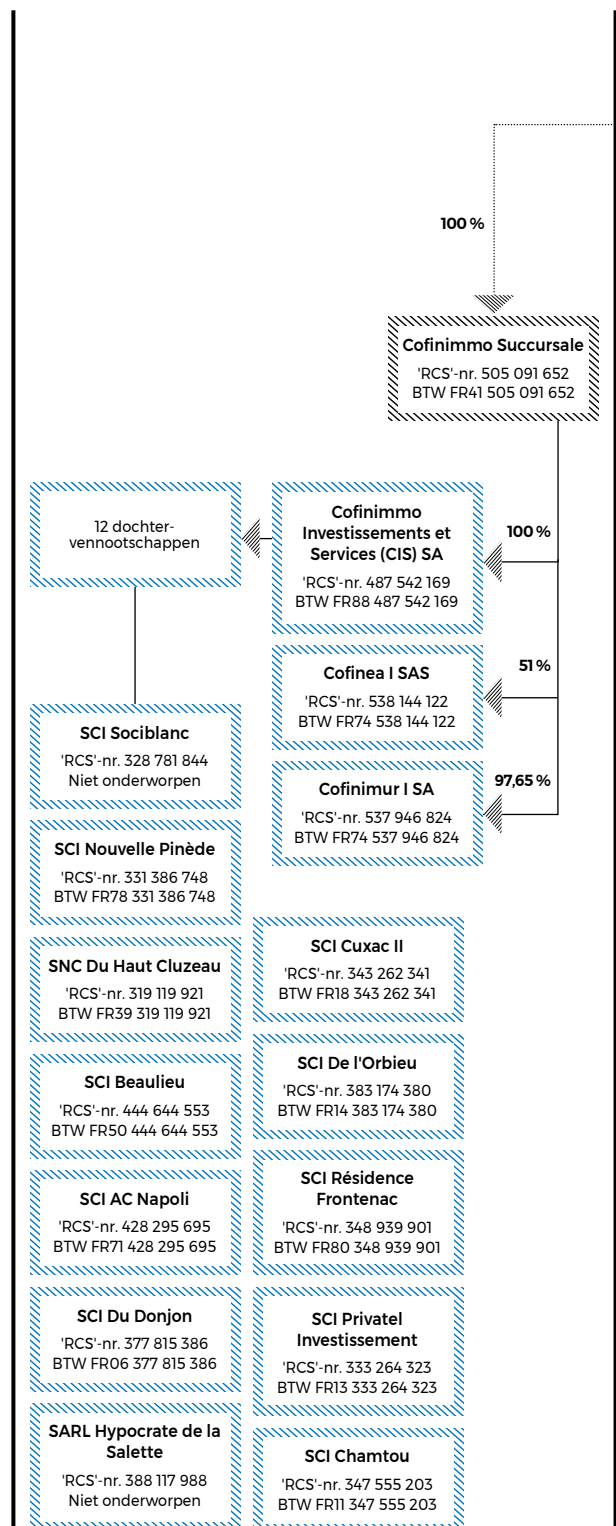 100 %
Cofinimmo Succursale
'RCS'-nr. 505 091 652
BTW FR41 505 091 652
12 dochter-
vennootschappen
Cofinimmo
Investissements et
Services (CIS) SA
'RCS'-nr. 487 542 169
BTW FR88 487 542 169
100 %
Cofinea I SAS
'RCS'-nr. 538 144 122
BTW FR74 538 144 122
51 %
Cofinimur I SA
'RCS'-nr. 537 946 824
BTW FR74 537 946 824
97,65 %
SCI Sociblanc
'RCS'-nr. 328 781 844
Niet onderworpen
SCI Nouvelle Pinède
'RCS'-nr. 331 386 748
BTW FR78 331 386 748
SNC Du Haut Cluzeau
'RCS'-nr. 319 119 921
BTW FR39 319 119 921
SCI Beaulieu
'RCS'-nr. 444 644 553
BTW FR50 444 644 553
SCI AC Napoli
'RCS'-nr. 428 295 695
BTW FR71 428 295 695
SCI Du Donjon
'RCS'-nr. 377 815 386
BTW FR06 377 815 386
SARL Hypocrate de la
Salette
'RCS'-nr. 388 117 988
Niet onderworpen
SCI Cuxac II
'RCS'-nr. 343 262 341
BTW FR18 343 262 341
SCI De l'Orbieu
'RCS'-nr. 383 174 380
BTW FR14 383 174 380
SCI Résidence
Frontenac
'RCS'-nr. 348 939 901
BTW FR80 348 939 901
SCI Privatel
Investissement
'RCS'-nr. 333 264 323
BTW FR13 333 264 323
SCI Chamtou
'RCS'-nr. 347 555 203
BTW FR11 347 555 203